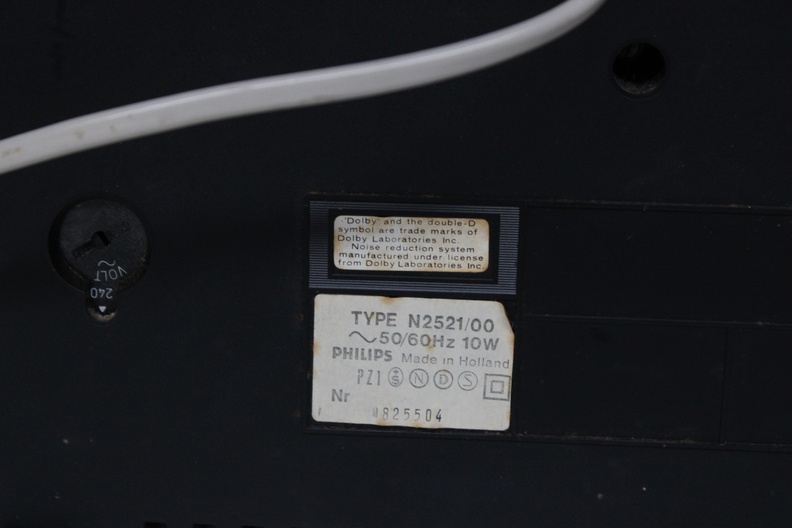 "Dolby" and the double-D
symbol are trade marks of
Dolby Laboratories Inc.
Noise reduction system
manufactured under license
from Dolby Laboratories Inc.
VOLT
~
240
TYPE N2521/00
~50/60Hz 10W
PHILIPS Made in Holland
PZ1 S N D S
Nr
825504